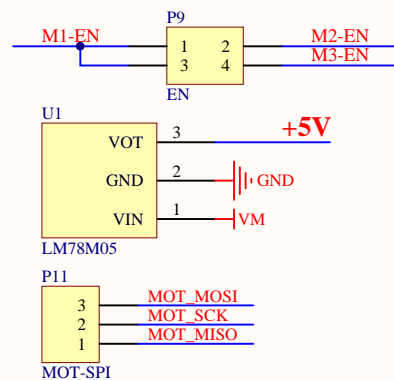 P9
M1-EN 1 2 M2-EN
3 4 M3-EN
EN
U1
VOT 3 +5V
GND 2 GND
VIN 1 VM
LM78M05
P11
3 MOT_MOSI
2 MOT_SCK
1 MOT_MISO
MOT-SPI